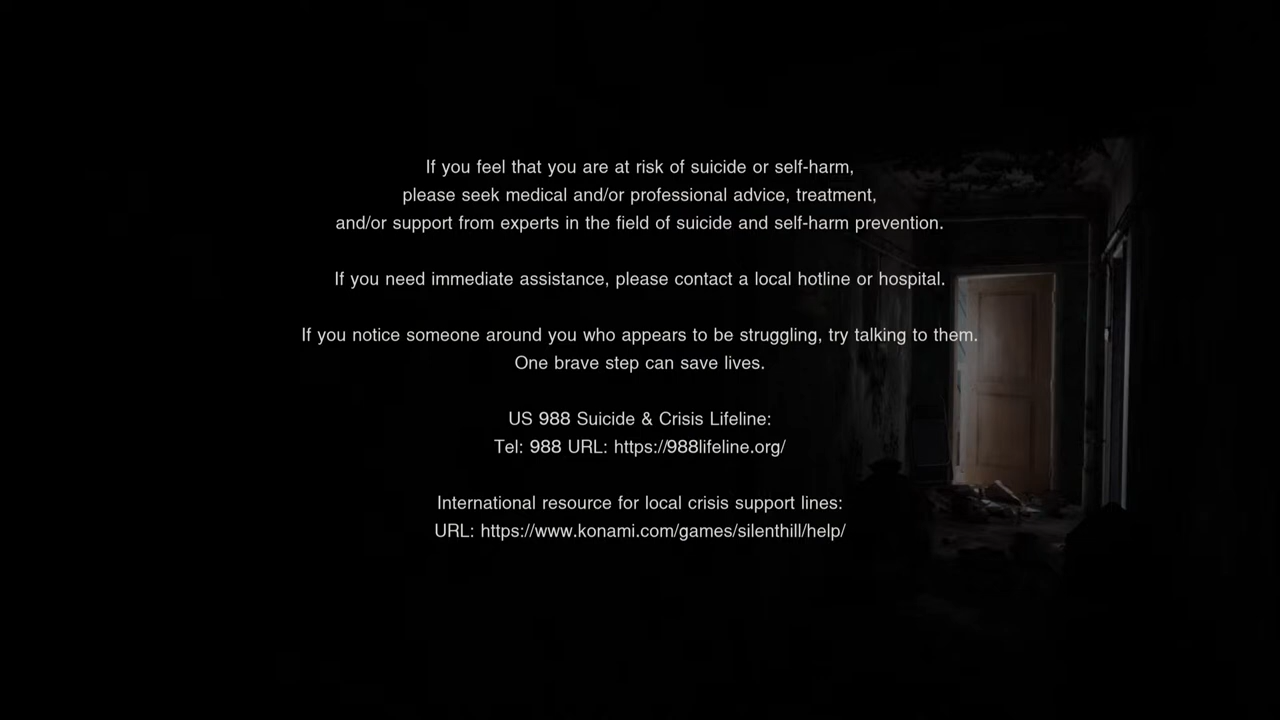 If you feel that you are at risk of suicide or self-harm,
please seek medical and/or professional advice, treatment,
and/or support from experts in the field of suicide and self-harm prevention.
If you need immediate assistance, please contact a local hotline or hospital.
If you notice someone around you who appears to be struggling, try talking to them.
One brave step can save lives.
US 988 Suicide & Crisis Lifeline:
Tel: 988 URL: https://988lifeline.org/
International resource for local crisis support lines:
URL: https://www.konami.com/games/silenthill/help/